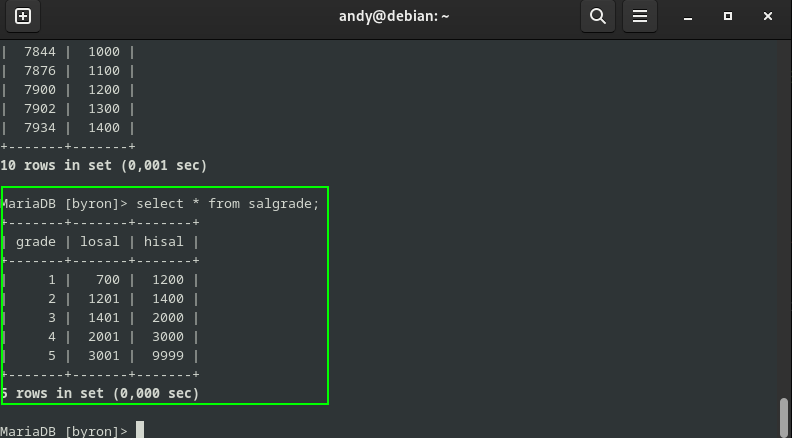 andy@debian: ~
|  7844 |  1000 |
|  7876 |  1100 |
|  7900 |  1200 |
|  7902 |  1300 |
|  7934 |  1400 |
+-------+-------+
10 rows in set (0,001 sec)
MariaDB [byron]> select * from salgrade;
+-------+-------+-------+
| grade | losal | hisal |
+-------+-------+-------+
|     1 |   700 |  1200 |
|     2 |  1201 |  1400 |
|     3 |  1401 |  2000 |
|     4 |  2001 |  3000 |
|     5 |  3001 |  9999 |
+-------+-------+-------+
5 rows in set (0,000 sec)
MariaDB [byron]>